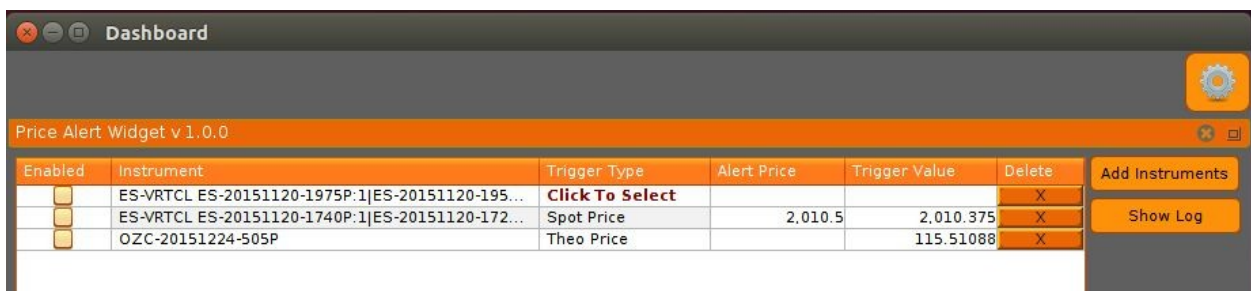 Dashboard
Price Alert Widget v 1.0.0
Enabled Instrument Trigger Type Alert Price Trigger Value Delete Add Instruments
ES-VRTCL ES-20151120-1975P:1|ES-20151120-195... Click To Select X
ES-VRTCL ES-20151120-1740P:1|ES-20151120-172... Spot Price 2,010.5 2,010.375 X Show Log
OZC-20151224-505P Theo Price 115.51088 X